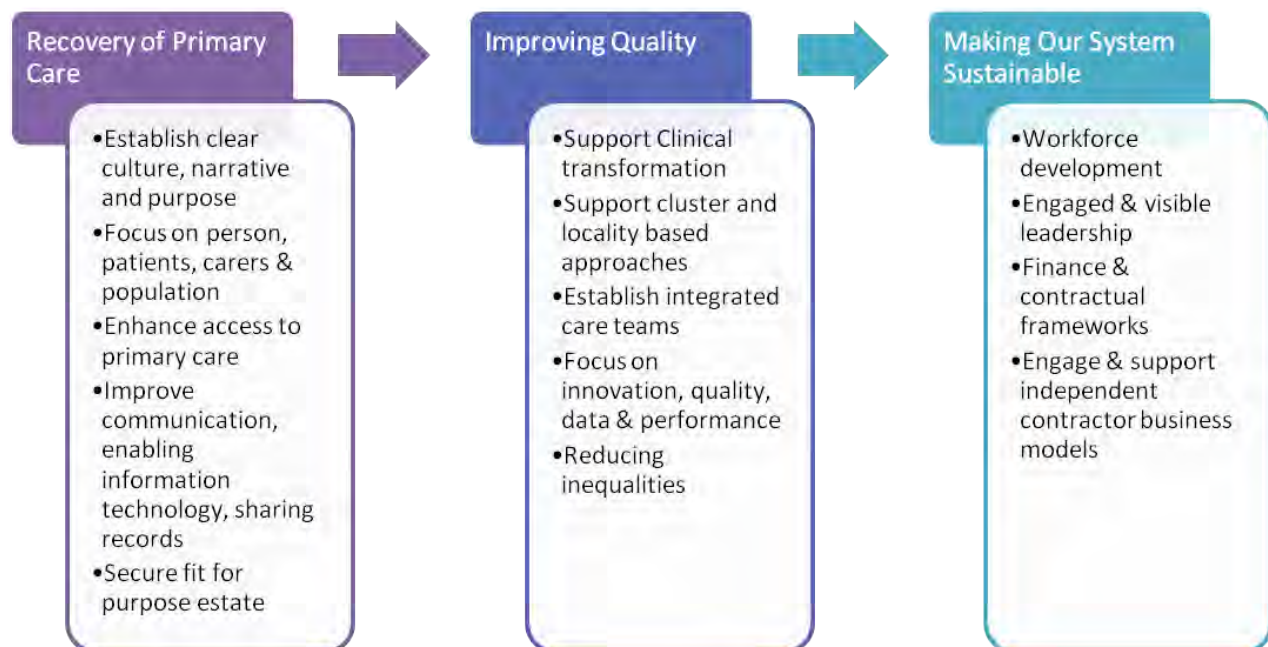 Recovery of Primary
Care
•Establish clear
culture, narrative
and purpose
•Focus on person,
patients, carers &
population
•Enhance access to
primary care
•Improve
communication,
enabling
information
technology, sharing
records
•Secure fit for
purpose estate
Improving Quality
•Support Clinical
transformation
•Support cluster and
locality based
approaches
•Establish integrated
care teams
•Focus on
innovation, quality,
data & performance
•Reducing
inequalities
Making Our System
Sustainable
•Workforce
development
•Engaged & visible
leadership
•Finance &
contractual
frameworks
•Engage & support
independent
contractor business
models